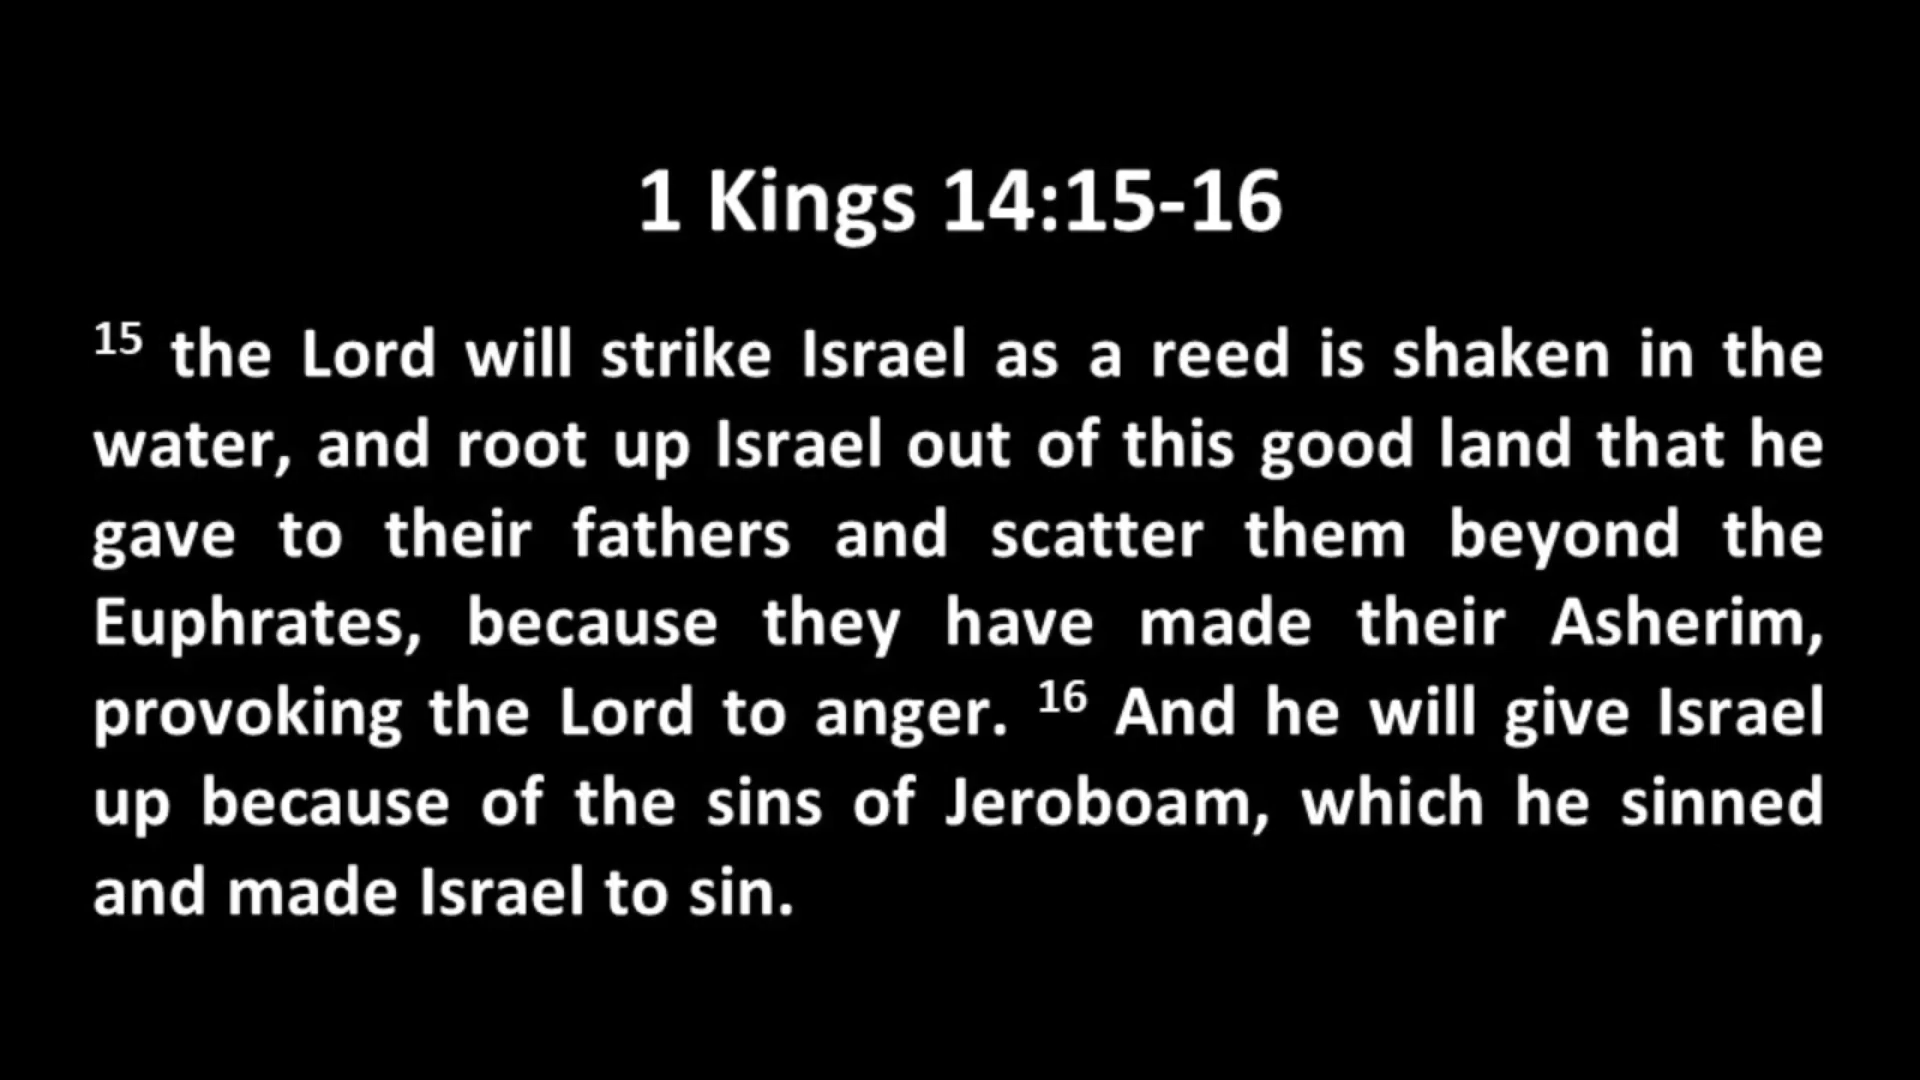 1 Kings 14:15-16
15 the Lord will strike Israel as a reed is shaken in the
water, and root up Israel out of this good land that he
gave to their fathers and scatter them beyond the
Euphrates, because they have made their Asherim,
provoking the Lord to anger. 16 And he will give Israel
up because of the sins of Jeroboam, which he sinned
and made Israel to sin.